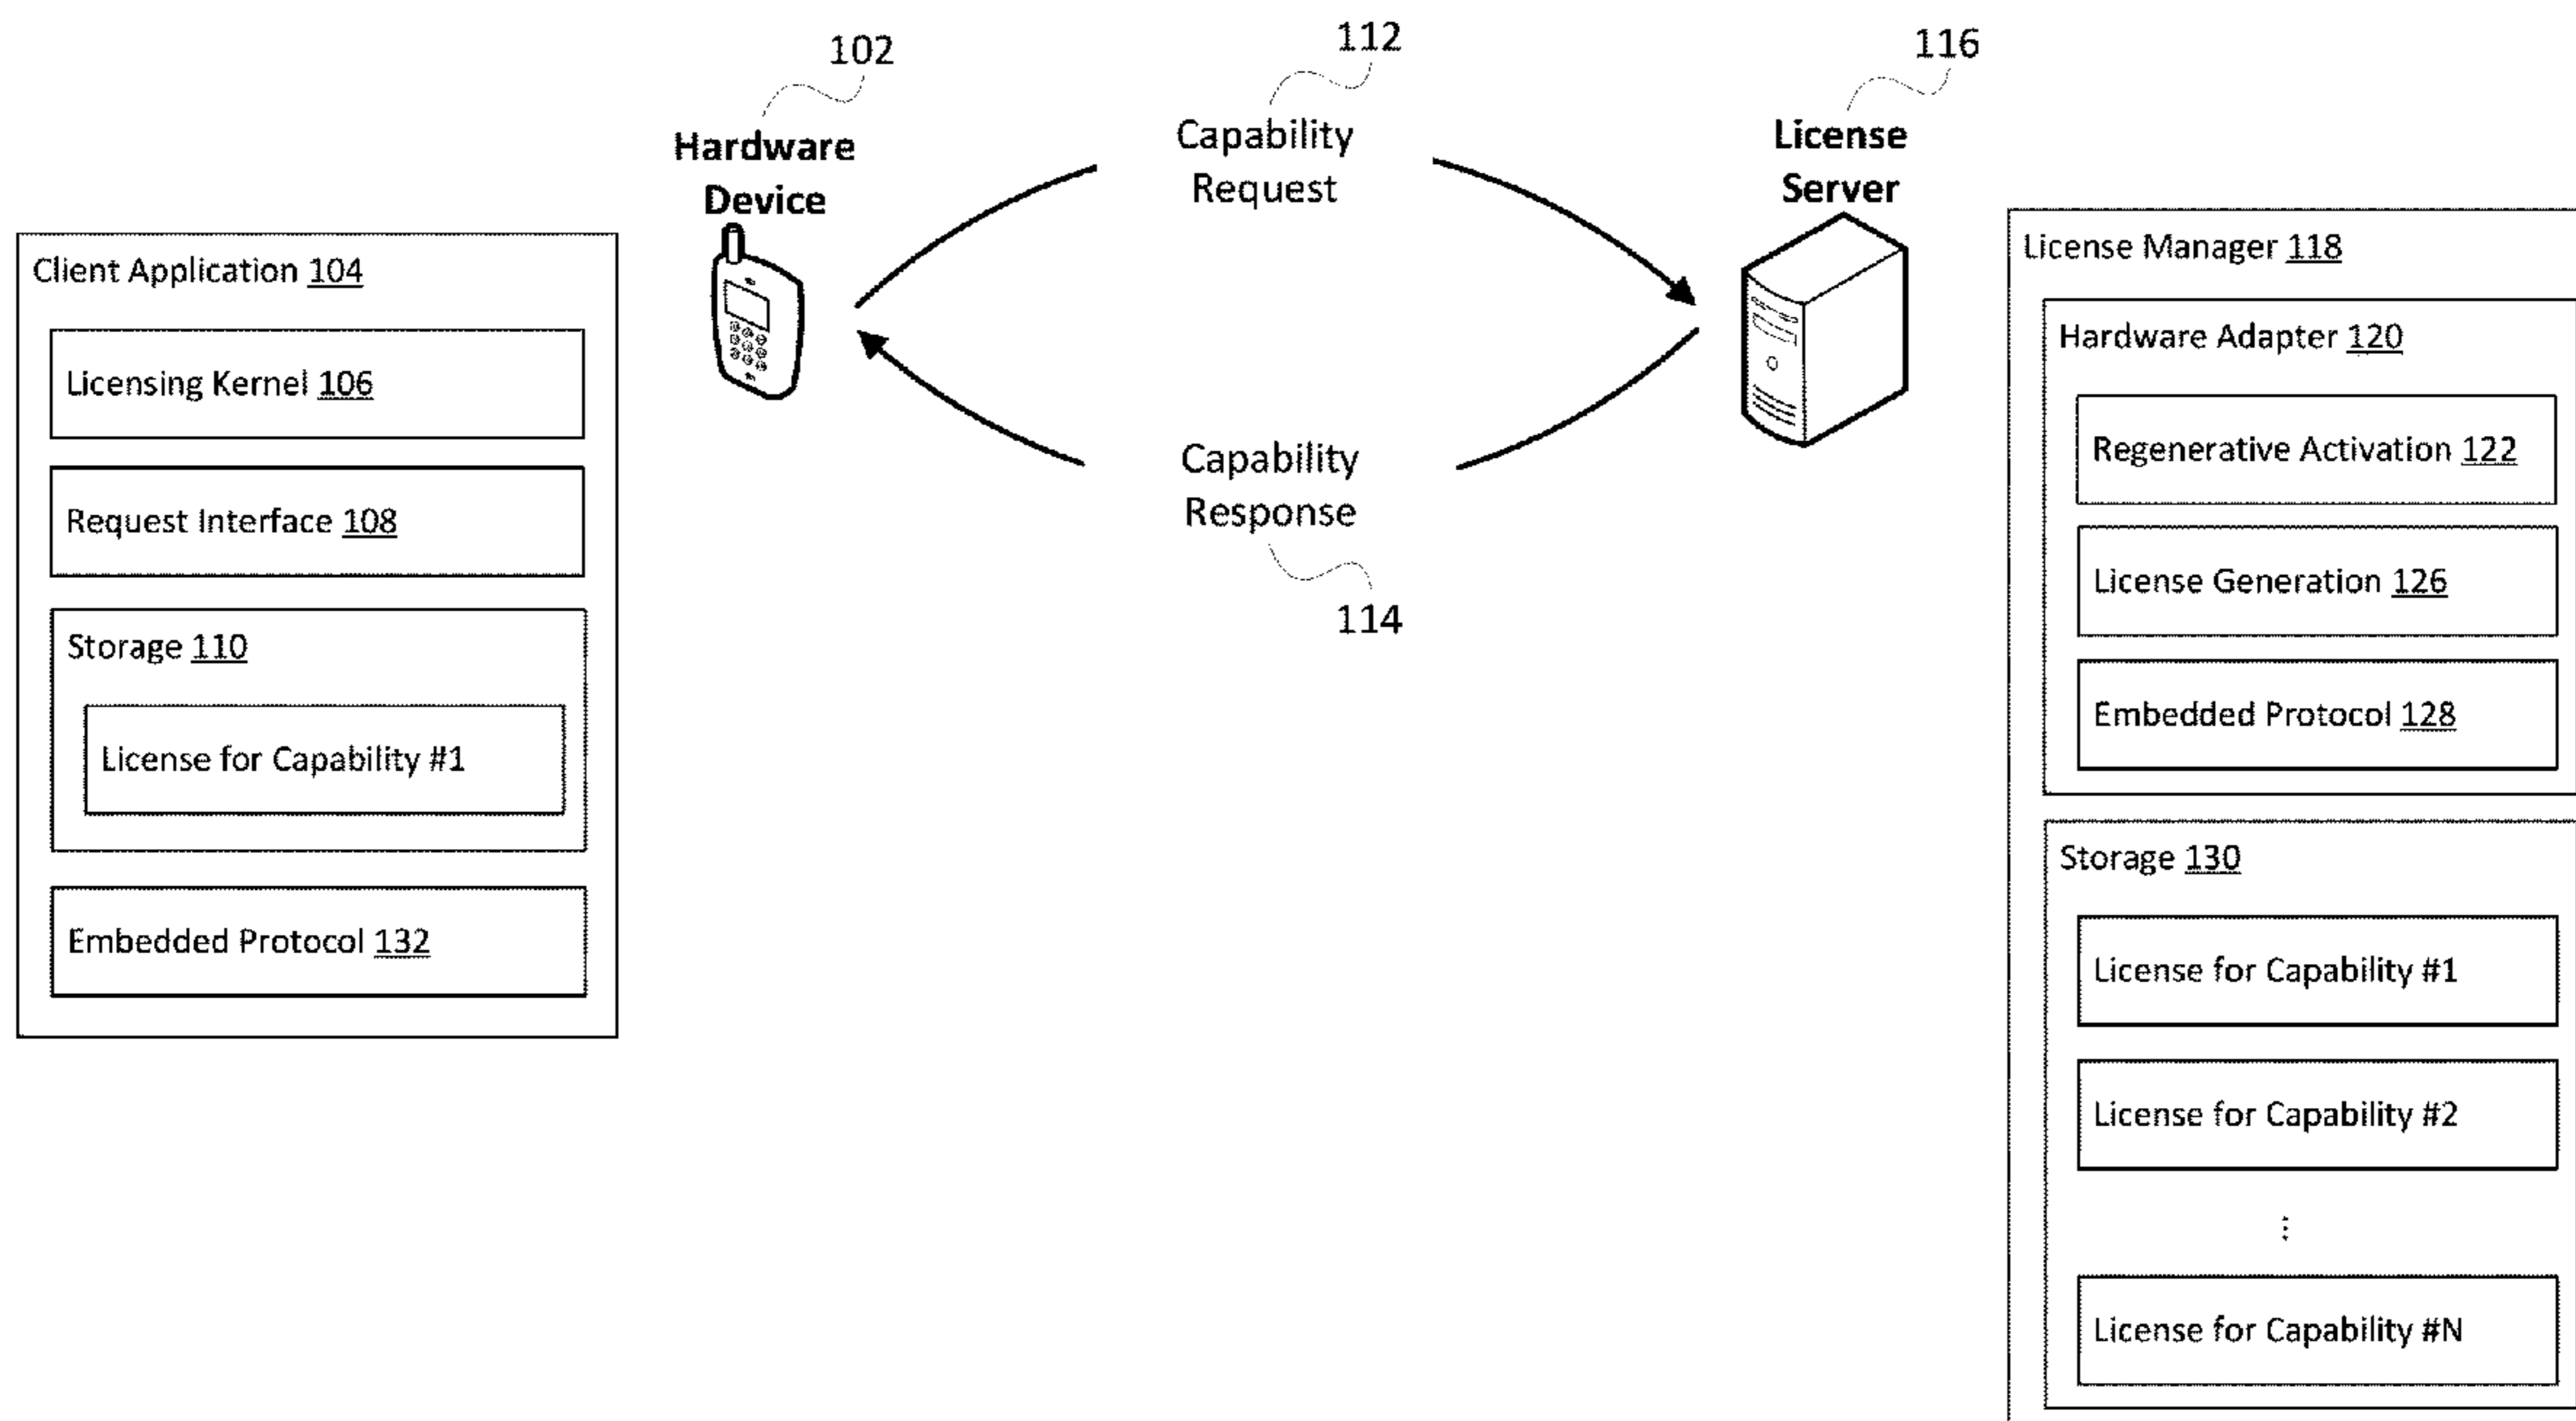 102
112
116
Hardware
Device
Capability
Request
License
Server
Client Application 104
Licensing Kernel 106
Request Interface 108
Storage 110
License for Capability #1
Embedded Protocol 132
Capability
Response
114
License Manager 118
Hardware Adapter 120
Regenerative Activation 122
License Generation 126
Embedded Protocol 128
Storage 130
License for Capability #1
License for Capability #2
⋮
License for Capability #N